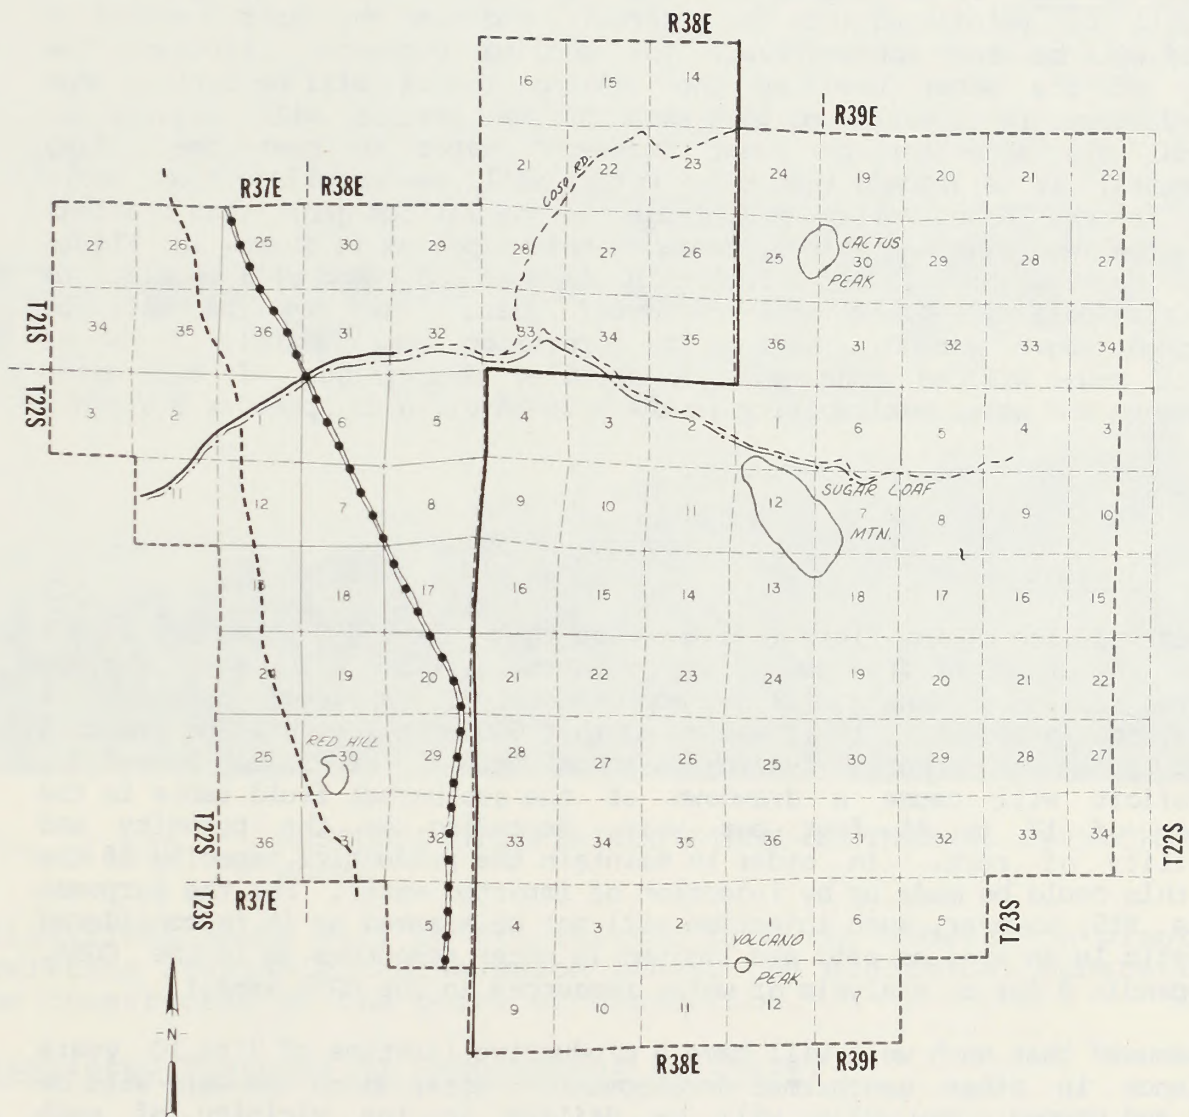 R38E
16 15 14
R39E
21 22 23 24 19 20 21 22
COSO RD.
R37E R38E
27 26 25 30 29 28 27 26 25 30 29 28 27
CACTUS
PEAK
T21S
34 35 36 31 32 33 34 35 36 31 32 33 34
T22S
3 2 1 6 5 4 3 2 1 6 5 4 3
SUGAR LOAF
MTN.
11 12 7 8 9 10 11 12 7 8 9 10
13 18 17 16 15 14 13 18 17 16 15
24 19 20 21 22 23 24 19 20 21 22
RED HILL
25 30 29 28 27 26 25 30 29 28 27
T22S
36 31 32 33 34 35 36 31 32 33 34
T22S
T23S
R37E
5 4 3 2 6 5
T23S
VOLCANO
PEAK
9 10 11 12 7
-N-
R38E R39E